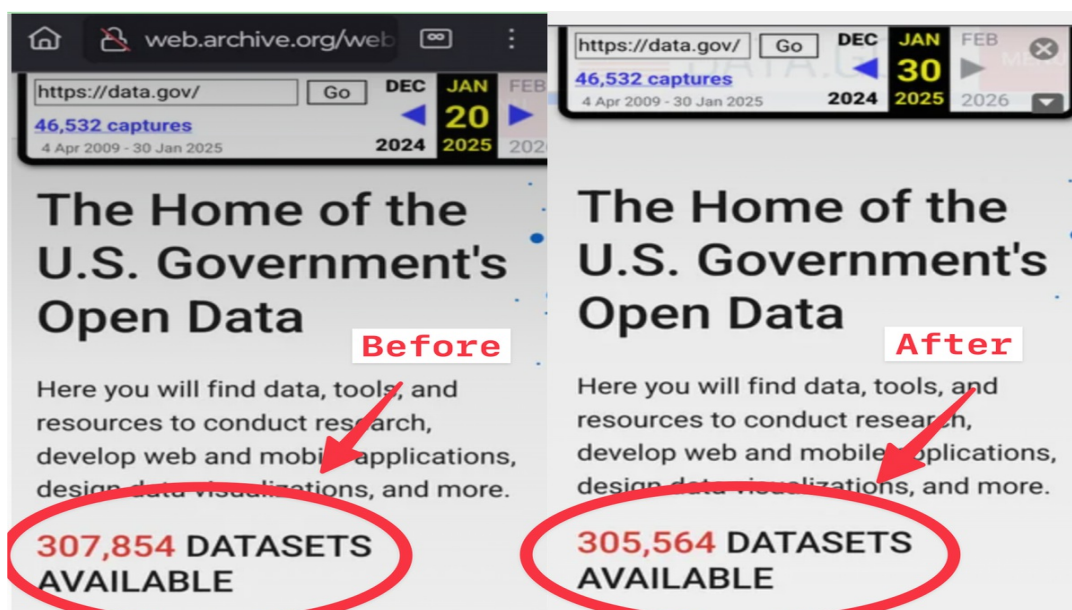 web.archive.org/web
https://data.gov/
Go
DEC
JAN
FEB
46,532 captures
20
4 Apr 2009 - 30 Jan 2025
2024
2025
202
The Home of the
U.S. Government's
Open Data
Before
Here you will find data, tools, and
resources to conduct research,
develop web and mobile applications,
design data visualizations, and more.
307,854 DATASETS
AVAILABLE
https://data.gov/
Go
DEC
JAN
FEB
46,532 captures
30
4 Apr 2009 - 30 Jan 2025
2024
2025
2026
The Home of the
U.S. Government's
Open Data
After
Here you will find data, tools, and
resources to conduct research,
develop web and mobile applications,
design data visualizations, and more.
305,564 DATASETS
AVAILABLE